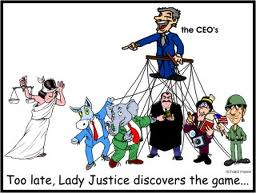 the CEO's
Too late, Lady Justice discovers the game...